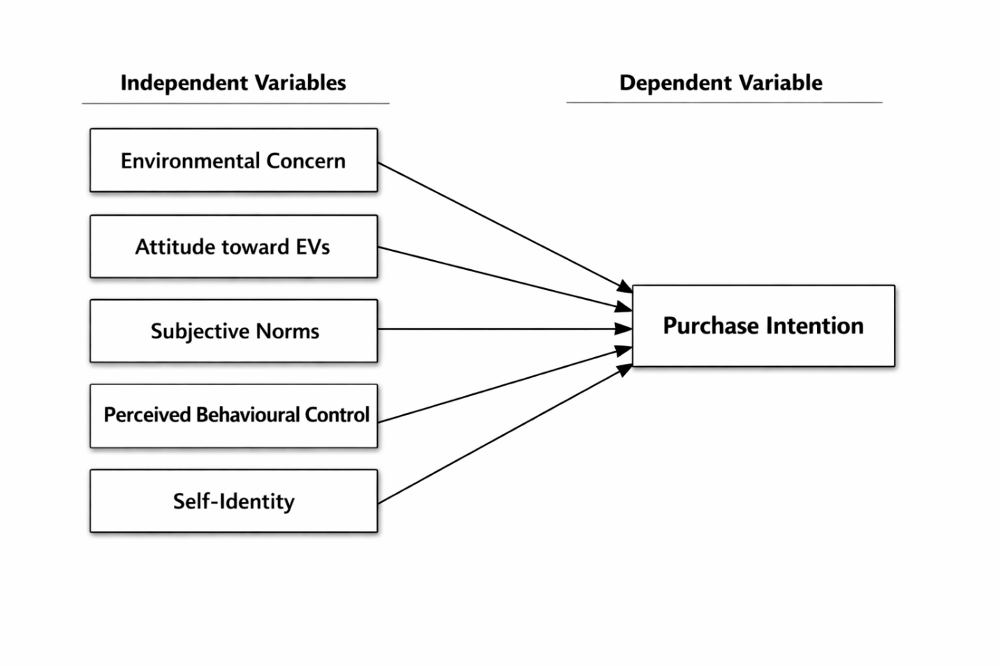 Independent Variables
Dependent Variable
Environmental Concern
Attitude toward EVs
Subjective Norms
Perceived Behavioural Control
Self-Identity
Purchase Intention